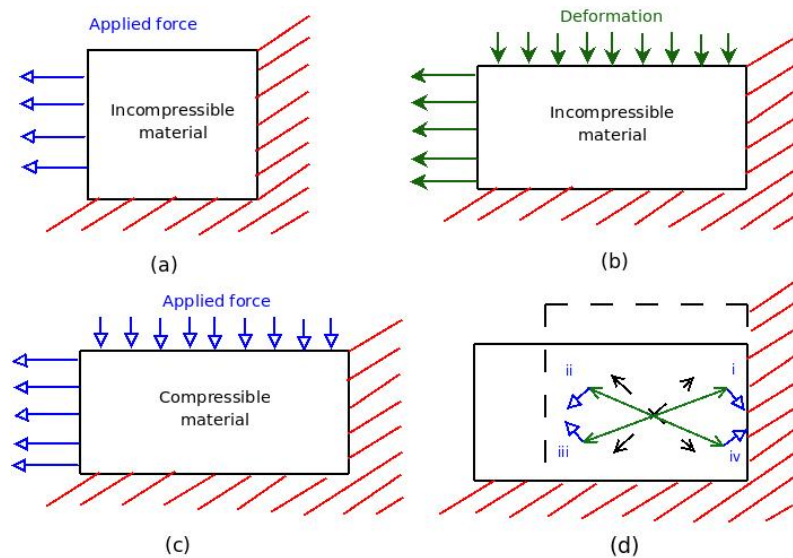 Applied force
Incompressible
material
(a)
Deformation
Incompressible
material
(b)
Applied force
Compressible
material
(c)
ii
i
iii
iv
(d)